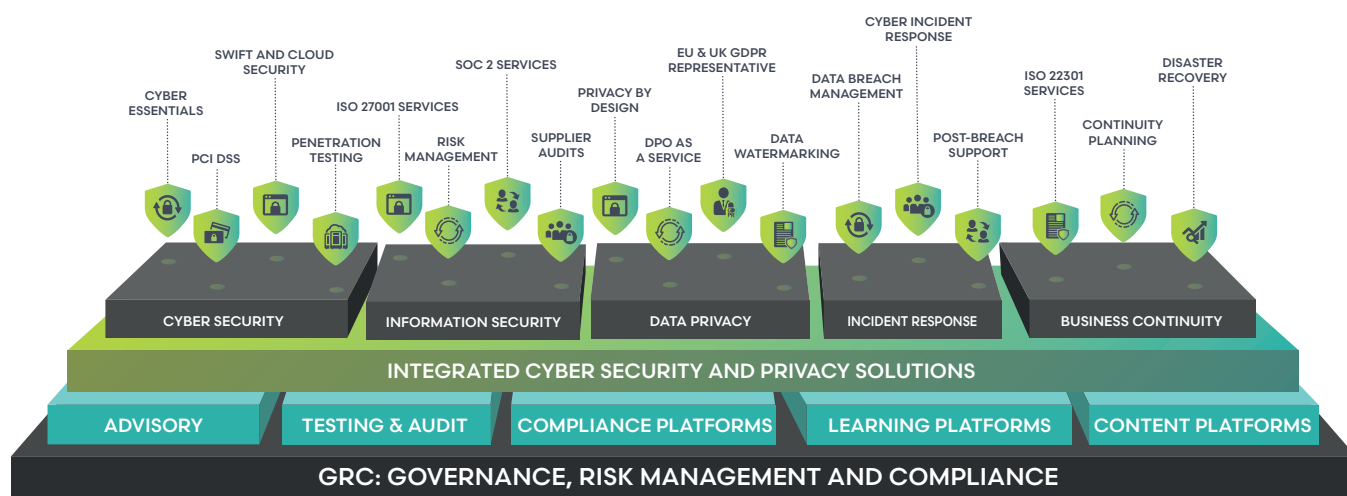 CYBER
ESSENTIALS
PCI DSS
SWIFT AND CLOUD
SECURITY
PENETRATION
TESTING
ISO 27001 SERVICES
RISK
MANAGEMENT
SOC 2 SERVICES
SUPPLIER
AUDITS
PRIVACY BY
DESIGN
DPO AS
A SERVICE
EU & UK GDPR
REPRESENTATIVE
DATA
WATERMARKING
DATA BREACH
MANAGEMENT
CYBER INCIDENT
RESPONSE
POST-BREACH
SUPPORT
ISO 22301
SERVICES
CONTINUITY
PLANNING
DISASTER
RECOVERY
CYBER SECURITY
INFORMATION SECURITY
DATA PRIVACY
INCIDENT RESPONSE
BUSINESS CONTINUITY
INTEGRATED CYBER SECURITY AND PRIVACY SOLUTIONS
ADVISORY
TESTING & AUDIT
COMPLIANCE PLATFORMS
LEARNING PLATFORMS
CONTENT PLATFORMS
GRC: GOVERNANCE, RISK MANAGEMENT AND COMPLIANCE